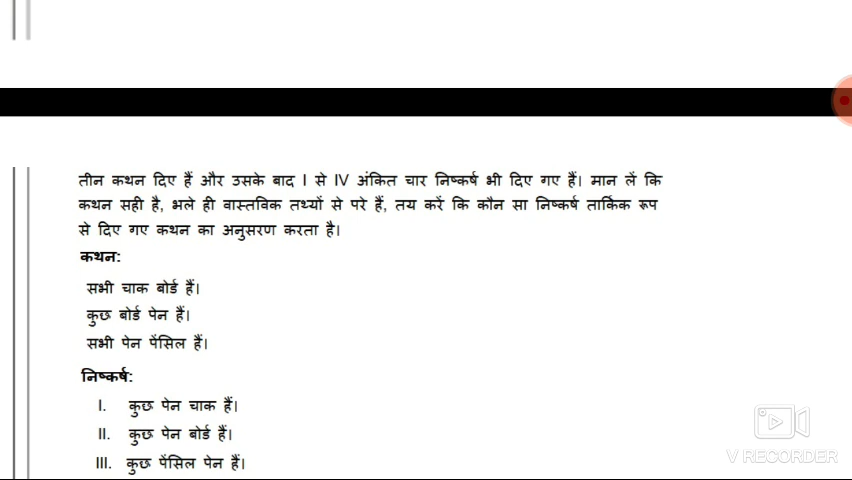 तीन कथन दिए हैं और उसके बाद I से IV अंकित चार निष्कर्ष भी दिए गए हैं। मान लें कि
कथन सही है, भले ही वास्तविक तथ्यों से परे हैं, तय करें कि कौन सा निष्कर्ष तार्किक रूप
से दिए गए कथन का अनुसरण करता है।
कथन:
सभी चाक बोर्ड हैं।
कुछ बोर्ड पेन हैं।
सभी पेन पेंसिल हैं।
निष्कर्ष:
I. कुछ पेन चाक हैं।
II. कुछ पेन बोर्ड हैं।
III. कुछ पेंसिल पेन हैं।
V RECORDER